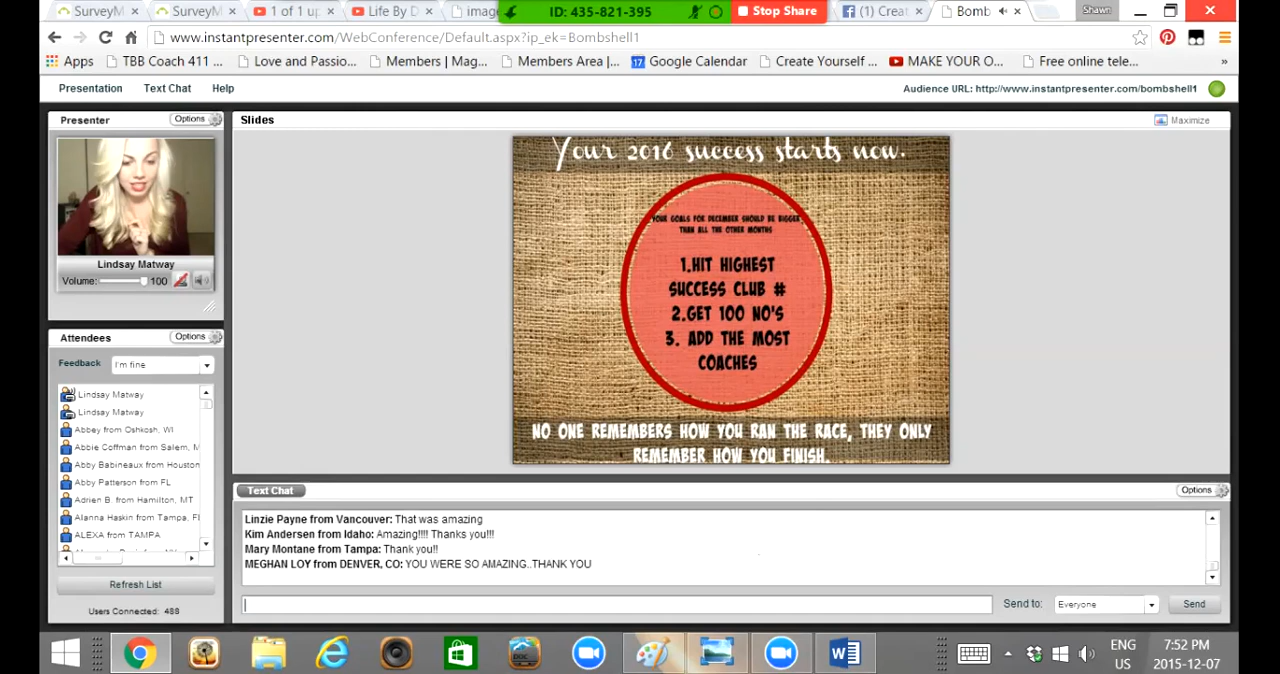 SurveyM
SurveyM
1 of 1 up
Life By D
image
ID: 435-821-395
Stop Share
(1) Creat
Bomb
Shawn
www.instantpresenter.com/WebConference/Default.aspx?ip_ek=Bombshell1
Apps
TBB Coach 411 ...
Love and Passio...
Members | Mag...
Members Area |...
17 Google Calendar
Create Yourself ...
MAKE YOUR O...
Free online tele...
»
Presentation
Text Chat
Help
Audience URL: http://www.instantpresenter.com/bombshell1
Presenter
Options
Lindsay Matway
Volume:
100
Slides
Maximize
Your 2016 success starts now.
YOUR GOALS FOR DECEMBER SHOULD BE BIGGER
THAN ALL THE OTHER MONTHS
1.HIT HIGHEST
SUCCESS CLUB #
2.GET 100 NO'S
3. ADD THE MOST
COACHES
NO ONE REMEMBERS HOW YOU RAN THE RACE, THEY ONLY
REMEMBER HOW YOU FINISH.
Attendees
Options
Feedback
I'm fine
Lindsay Matway
Lindsay Matway
Abbey from Oshkosh, WI
Abbie Coffman from Salem, M
Abby Babineaux from Houston
Abby Patterson from FL
Adrien B. from Hamilton, MT
Alanna Haskin from Tampa, FL
ALEXA from TAMPA
Refresh List
Users Connected: 488
Text Chat
Options
Linzie Payne from Vancouver: That was amazing
Kim Andersen from Idaho: Amazing!!!! Thanks you!!!
Mary Montane from Tampa: Thank you!!
MEGHAN LOY from DENVER, CO: YOU WERE SO AMAZING..THANK YOU
Send to:
Everyone
Send
DOC
ENG
US
7:52 PM
2015-12-07